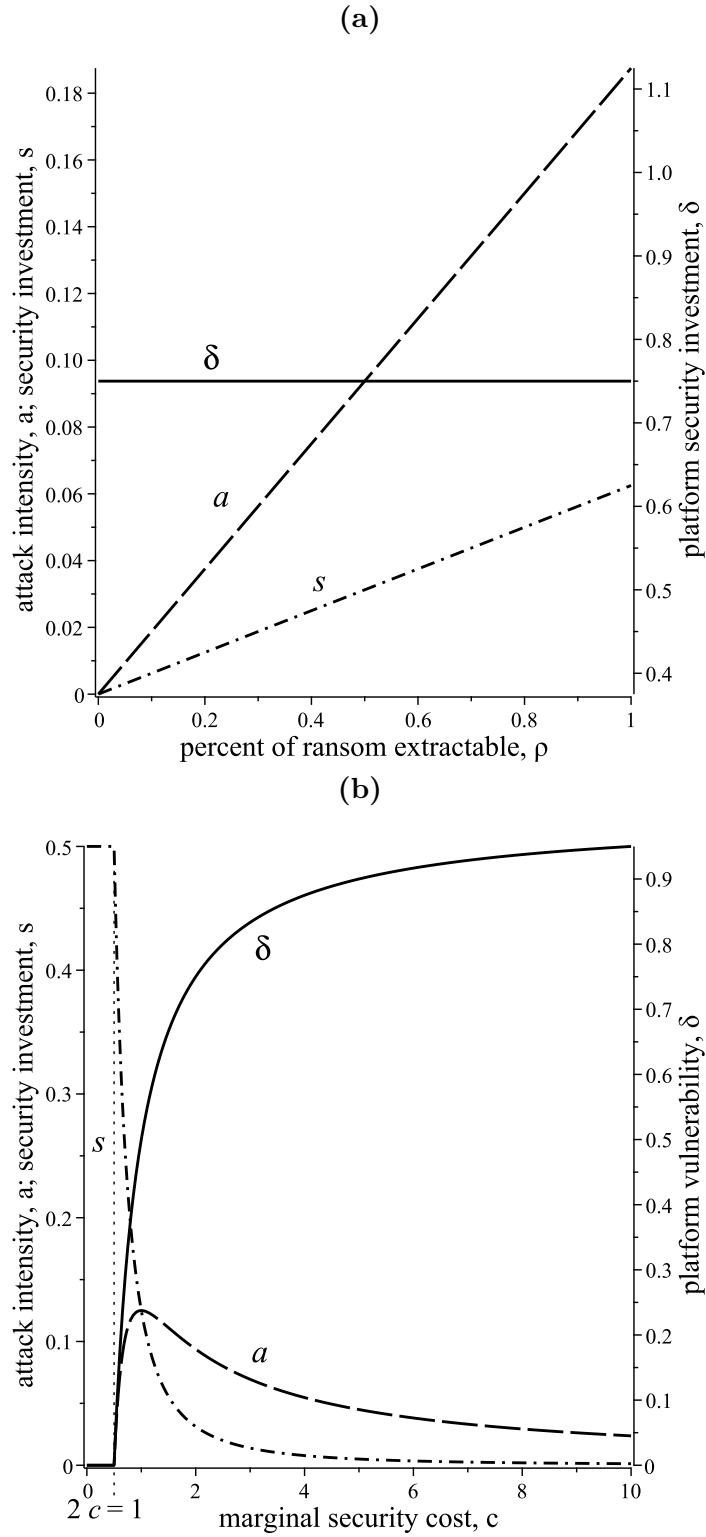 (a)
0.18
0.16
0.14
0.12
0.10
0.08
0.06
0.04
0.02
0
attack intensity, a; security investment, s
δ
a
s
1.1
1.0
0.9
0.8
0.7
0.6
0.5
0.4
platform security investment, δ
0 0.2 0.4 0.6 0.8 1
percent of ransom extractable, ρ
(b)
0.5
0.4
0.3
0.2
0.1
0
attack intensity, a; security investment, s
δ
s
a
0.9
0.8
0.7
0.6
0.5
0.4
0.3
0.2
0.1
0
platform vulnerability, δ
0 2 4 6 8 10
2 c = 1
marginal security cost, c